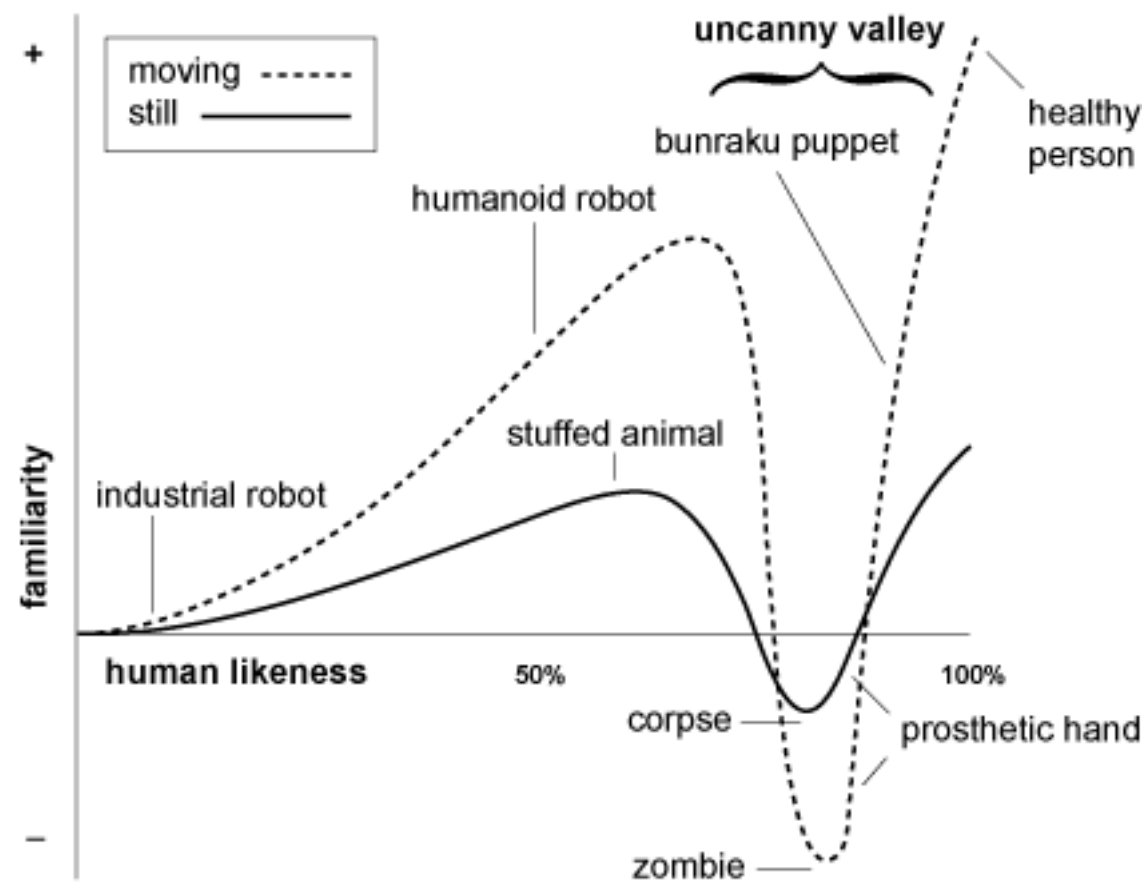 +
uncanny valley
moving
still
healthy
person
bunraku puppet
humanoid robot
stuffed animal
industrial robot
familiarity
human likeness
50%
100%
corpse
prosthetic hand
–
zombie